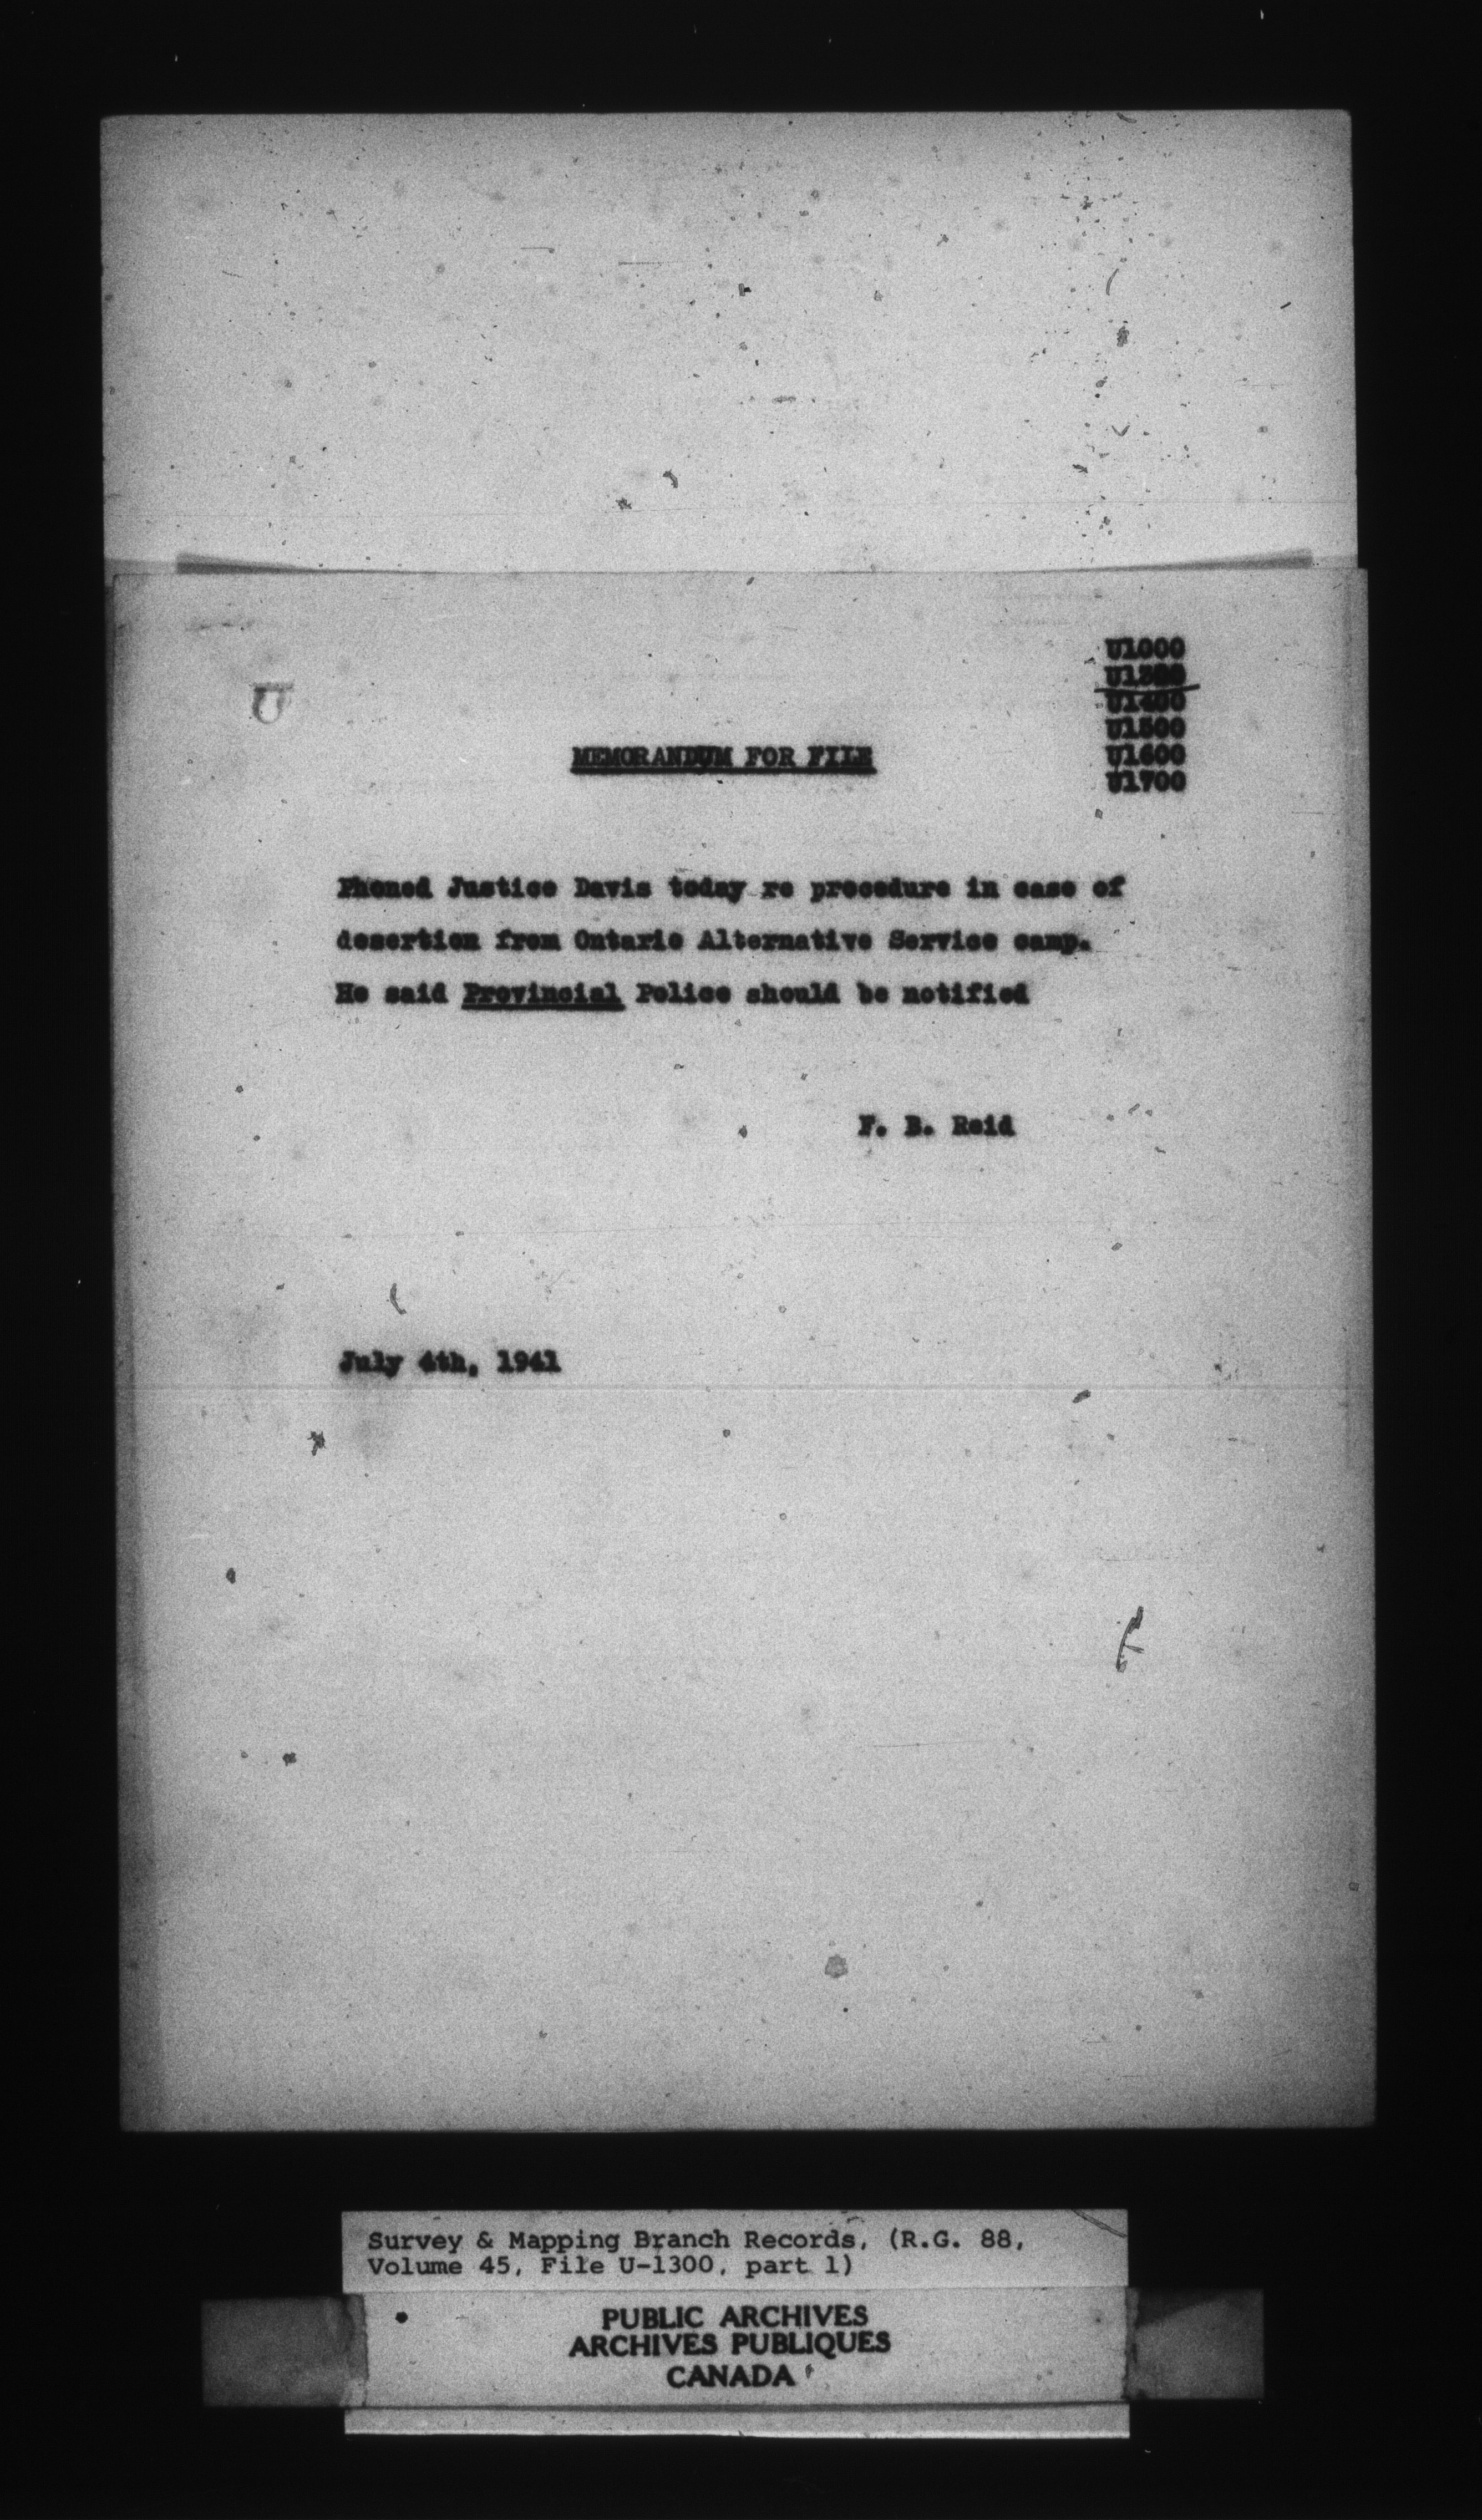 U1000
U1300
U1400
U1500
U1600
U1700
U
MEMORANDUM FOR FILE
Phoned Justice Davis today re procedure in case of
desertion from Ontario Alternative Service camp.
He said Provincial Police should be notified
F. B. Reid
July 4th, 1941
Survey & Mapping Branch Records, (R.G. 88,
Volume 45, File U-1300, part 1)
PUBLIC ARCHIVES
ARCHIVES PUBLIQUES
CANADA